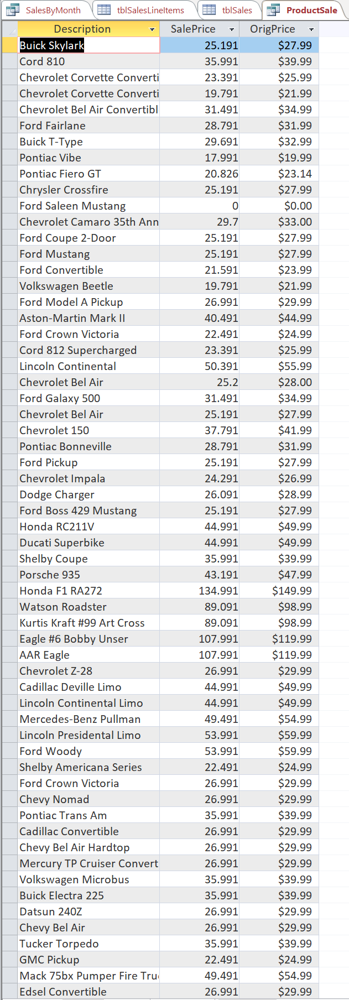 SalesByMonth tblSalesLineItems tblSales ProductSale
Description SalePrice OrigPrice
Buick Skylark 25.191 $27.99
Cord 810 35.991 $39.99
Chevrolet Corvette Converti 23.391 $25.99
Chevrolet Corvette Converti 19.791 $21.99
Chevrolet Bel Air Convertibl 31.491 $34.99
Ford Fairlane 28.791 $31.99
Buick T-Type 29.691 $32.99
Pontiac Vibe 17.991 $19.99
Pontiac Fiero GT 20.826 $23.14
Chrysler Crossfire 25.191 $27.99
Ford Saleen Mustang 0 $0.00
Chevrolet Camaro 35th Ann 29.7 $33.00
Ford Coupe 2-Door 25.191 $27.99
Ford Mustang 25.191 $27.99
Ford Convertible 21.591 $23.99
Volkswagen Beetle 19.791 $21.99
Ford Model A Pickup 26.991 $29.99
Aston-Martin Mark II 40.491 $44.99
Ford Crown Victoria 22.491 $24.99
Cord 812 Supercharged 23.391 $25.99
Lincoln Continental 50.391 $55.99
Chevrolet Bel Air 25.2 $28.00
Ford Galaxy 500 31.491 $34.99
Chevrolet Bel Air 25.191 $27.99
Chevrolet 150 37.791 $41.99
Pontiac Bonneville 28.791 $31.99
Ford Pickup 25.191 $27.99
Chevrolet Impala 24.291 $26.99
Dodge Charger 26.091 $28.99
Ford Boss 429 Mustang 25.191 $27.99
Honda RC211V 44.991 $49.99
Ducati Superbike 44.991 $49.99
Shelby Coupe 35.991 $39.99
Porsche 935 43.191 $47.99
Honda F1 RA272 134.991 $149.99
Watson Roadster 89.091 $98.99
Kurtis Kraft #99 Art Cross 89.091 $98.99
Eagle #6 Bobby Unser 107.991 $119.99
AAR Eagle 107.991 $119.99
Chevrolet Z-28 26.991 $29.99
Cadillac Deville Limo 44.991 $49.99
Lincoln Continental Limo 44.991 $49.99
Mercedes-Benz Pullman 49.491 $54.99
Lincoln Presidental Limo 53.991 $59.99
Ford Woody 53.991 $59.99
Shelby Americana Series 22.491 $24.99
Ford Crown Victoria 26.991 $29.99
Chevy Nomad 26.991 $29.99
Pontiac Trans Am 35.991 $39.99
Cadillac Convertible 26.991 $29.99
Chevy Bel Air Hardtop 26.991 $29.99
Mercury TP Cruiser Convert 26.991 $29.99
Volkswagen Microbus 35.991 $39.99
Buick Electra 225 35.991 $39.99
Datsun 240Z 26.991 $29.99
Chevy Bel Air 26.991 $29.99
Tucker Torpedo 35.991 $39.99
GMC Pickup 22.491 $24.99
Mack 75bx Pumper Fire Tru 49.491 $54.99
Edsel Convertible 26.991 $29.99